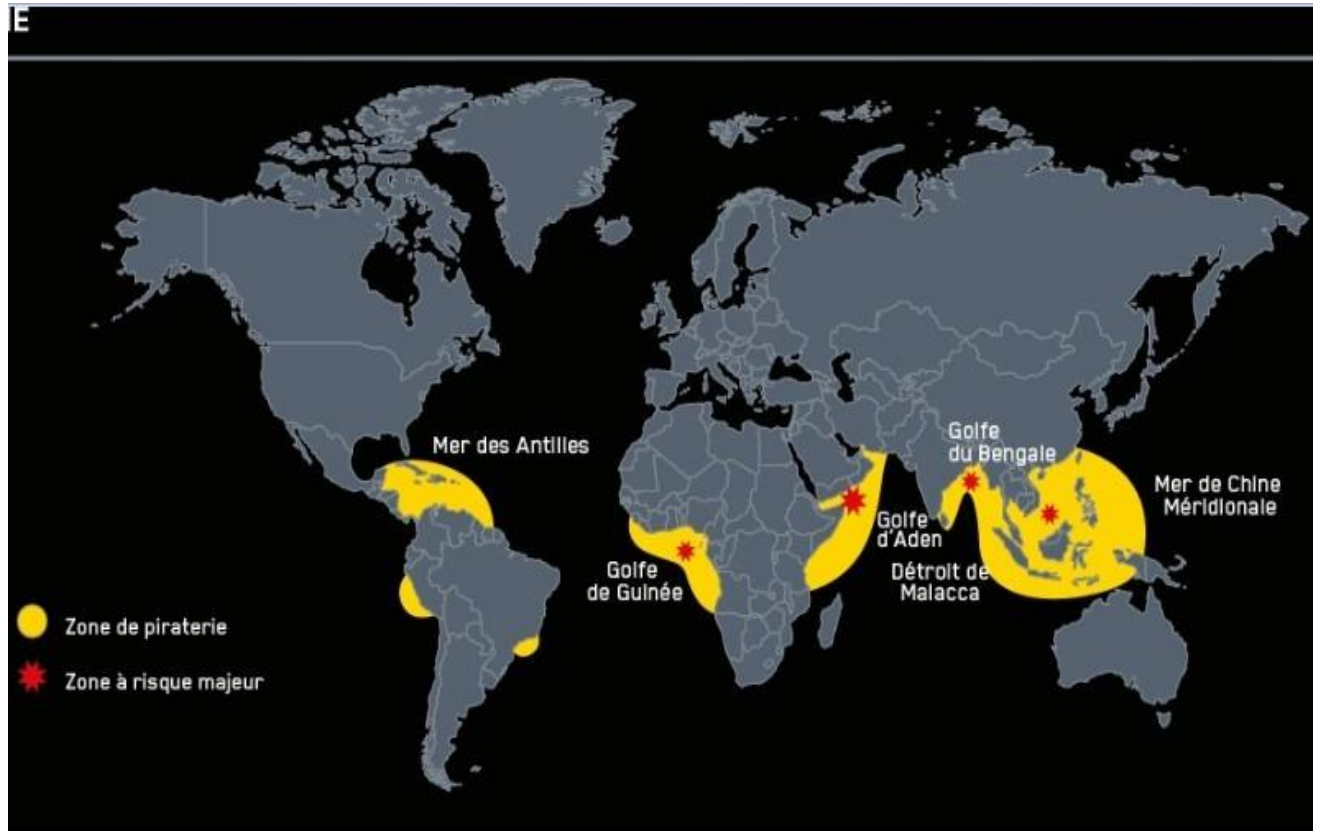 E
Mer des Antilles
Golfe
du Bengale
Mer de Chine
Méridionale
Golfe
d'Aden
Détroit de
Malacca
Golfe
de Guinée
Zone de piraterie
Zone à risque majeur